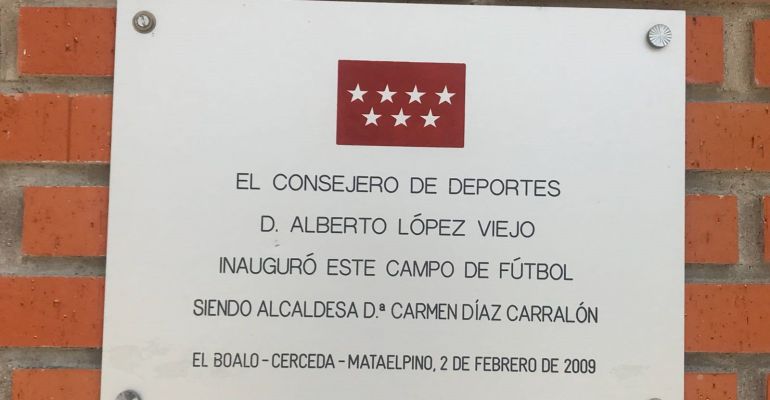 EL CONSEJERO DE DEPORTES
D. ALBERTO LÓPEZ VIEJO
INAUGURÓ ESTE CAMPO DE FÚTBOL
SIENDO ALCALDESA D.ª CARMEN DÍAZ CARRALÓN
EL BOALO – CERCEDA – MATAELPINO, 2 DE FEBRERO DE 2009